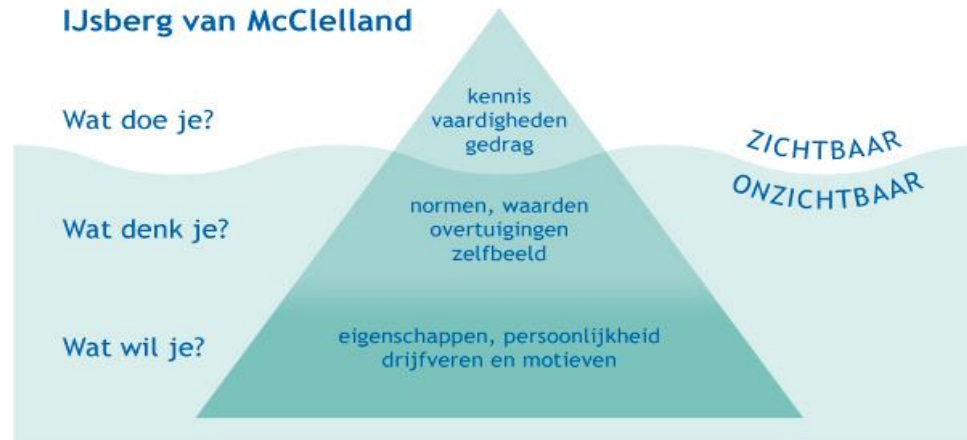 IJsberg van McClelland
Wat doe je?
kennis
vaardigheden
gedrag
ZICHTBAAR
ONZICHTBAAR
Wat denk je?
normen, waarden
overtuigingen
zelfbeeld
Wat wil je?
eigenschappen, persoonlijkheid
drijfveren en motieven